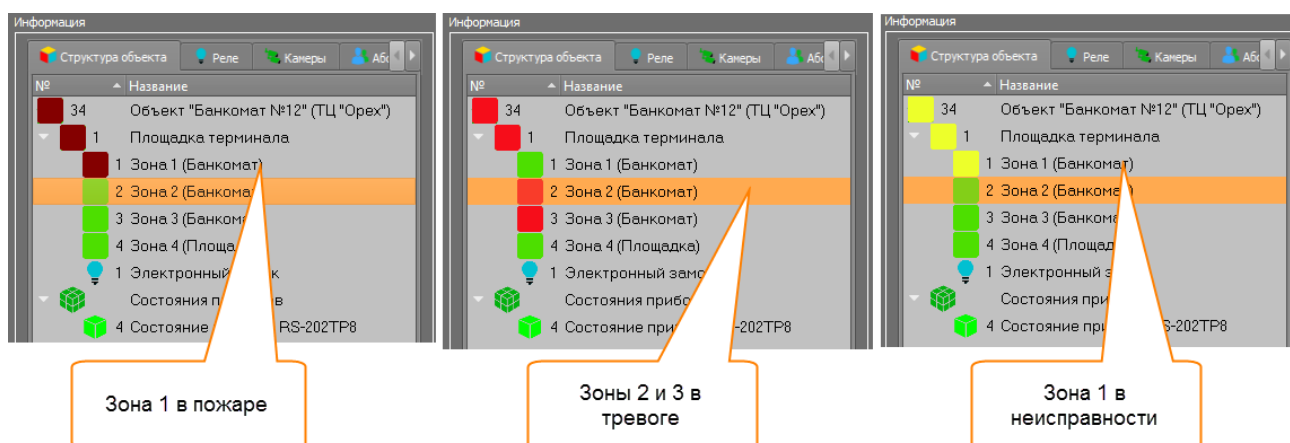 Информация
Структура объекта Реле Камеры Або
№ Название
34 Объект "Банкомат №12" (ТЦ "Орех")
1 Площадка терминала
1 Зона 1 (Банкомат)
2 Зона 2 (Банкома
3 Зона 3 (Банком
4 Зона 4 (Площа
1 Электронный к
Состояния п в
4 Состояние RS-202TP8
Зона 1 в пожаре
Информация
Структура объекта Реле Камеры Або
№ Название
34 Объект "Банкомат №12" (ТЦ "Орех")
1 Площадка терминала
1 Зона 1 (Банкомат)
2 Зона 2 (Банкомат)
3 Зона 3 (Банкомат)
4 Зона 4 (Площадка)
1 Электронный замо
Состояния прибо
4 Состояние при -202TP8
Зоны 2 и 3 в
тревоге
Информация
Структура объекта Реле Камеры Або
№ Название
34 Объект "Банкомат №12" (ТЦ "Орех")
1 Площадка терминала
1 Зона 1 (Банкомат)
2 Зона 2 (Банкома )
3 Зона 3 (Банкома
4 Зона 4 (Площад
1 Электронный з
Состояния при
4 Состояние при S-202TP8
Зона 1 в
неисправности